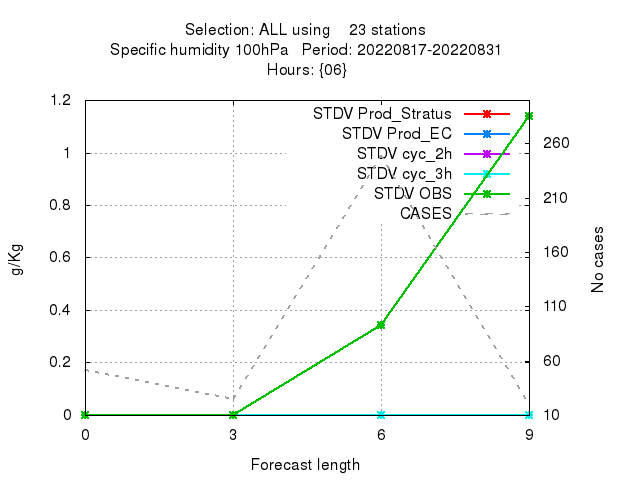 Selection: ALL using    23 stations
Specific humidity 100hPa   Period: 20220817-20220831
Hours: {06}
STDV Prod_Stratus
STDV Prod_EC
STDV cyc_2h
STDV cyc_3h
STDV OBS
CASES
1.2
1
0.8
0.6
0.4
0.2
0
g/Kg
260
210
160
110
60
10
No cases
0 3 6 9
Forecast length